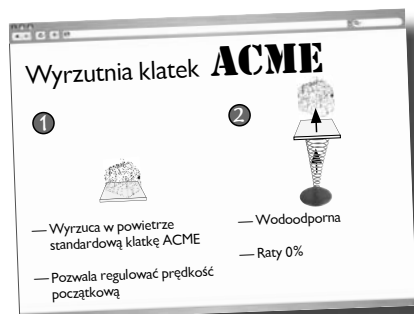 Wyrzutnia klatek ACME
1
— Wyrzuca w powietrze
standardową klatkę ACME
— Pozwala regulować prędkość
początkową
2
— Wodoodporna
— Raty 0%